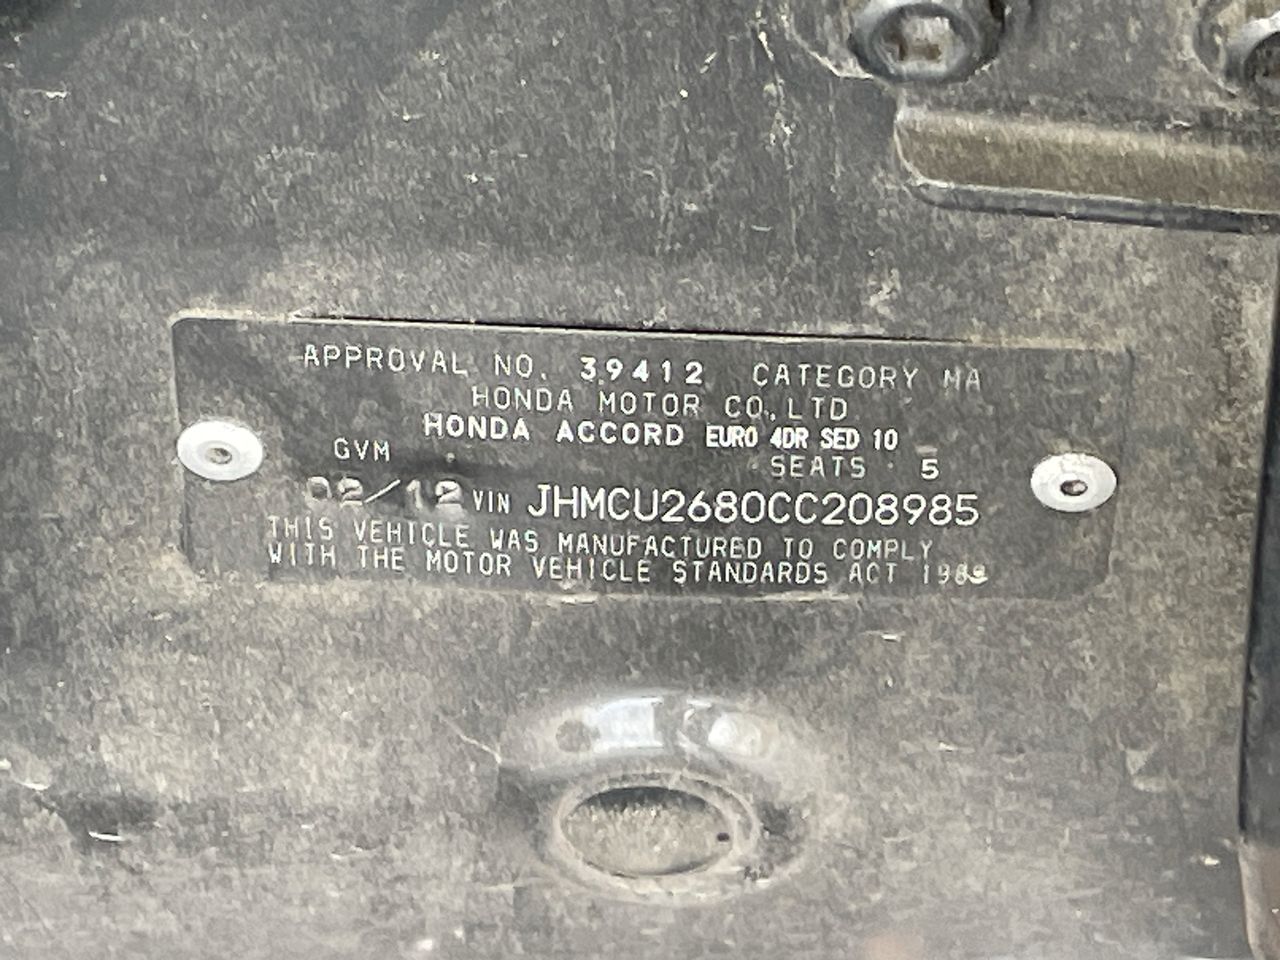 APPROVAL NO. 39412 CATEGORY MA
HONDA MOTOR CO.,LTD
HONDA ACCORD EURO 4DR SED 10
GVM SEATS 5
02/12 VIN JHMCU2680CC208985
THIS VEHICLE WAS MANUFACTURED TO COMPLY
WITH THE MOTOR VEHICLE STANDARDS ACT 1989